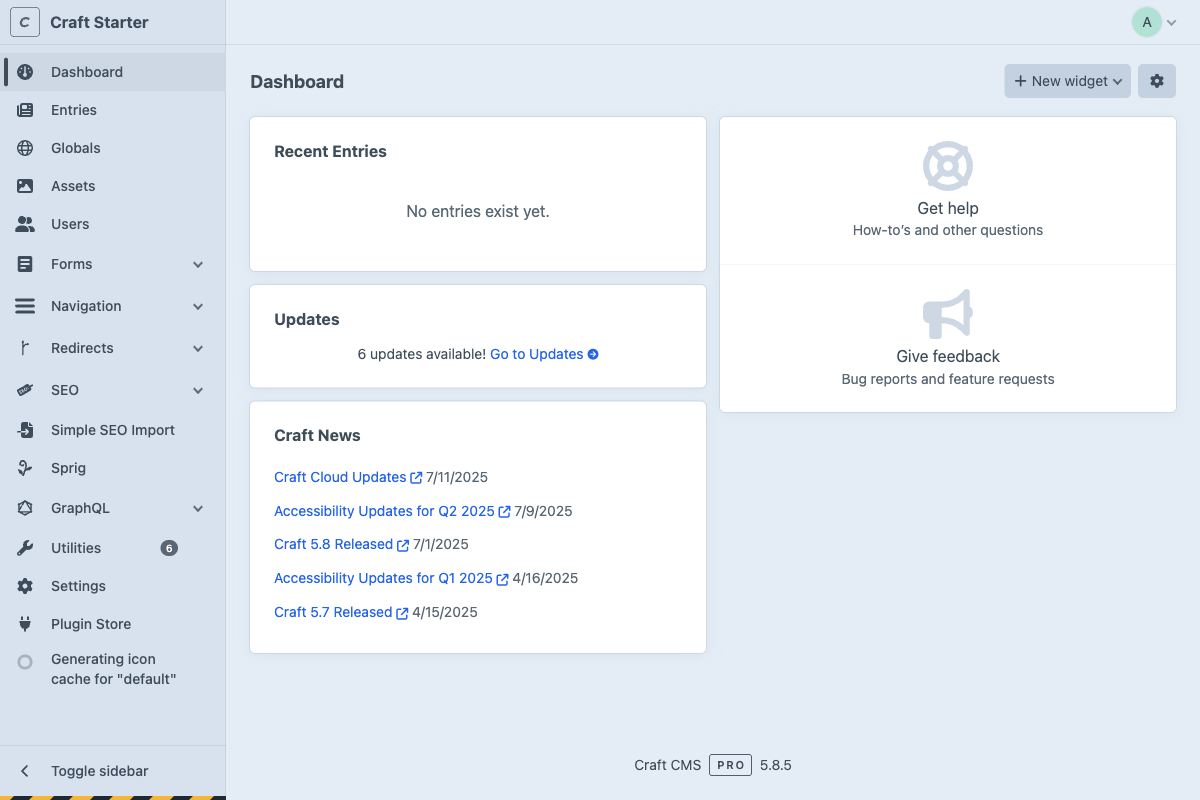 C Craft Starter
A
Dashboard
Entries
Globals
Assets
Users
Forms
Navigation
Redirects
SEO
Simple SEO Import
Sprig
GraphQL
Utilities 6
Settings
Plugin Store
Generating icon
cache for "default"
Toggle sidebar
Dashboard
New widget
Recent Entries
No entries exist yet.
Updates
6 updates available! Go to Updates
Craft News
Craft Cloud Updates 7/11/2025
Accessibility Updates for Q2 2025 7/9/2025
Craft 5.8 Released 7/1/2025
Accessibility Updates for Q1 2025 4/16/2025
Craft 5.7 Released 4/15/2025
Get help
How-to’s and other questions
Give feedback
Bug reports and feature requests
Craft CMS PRO 5.8.5